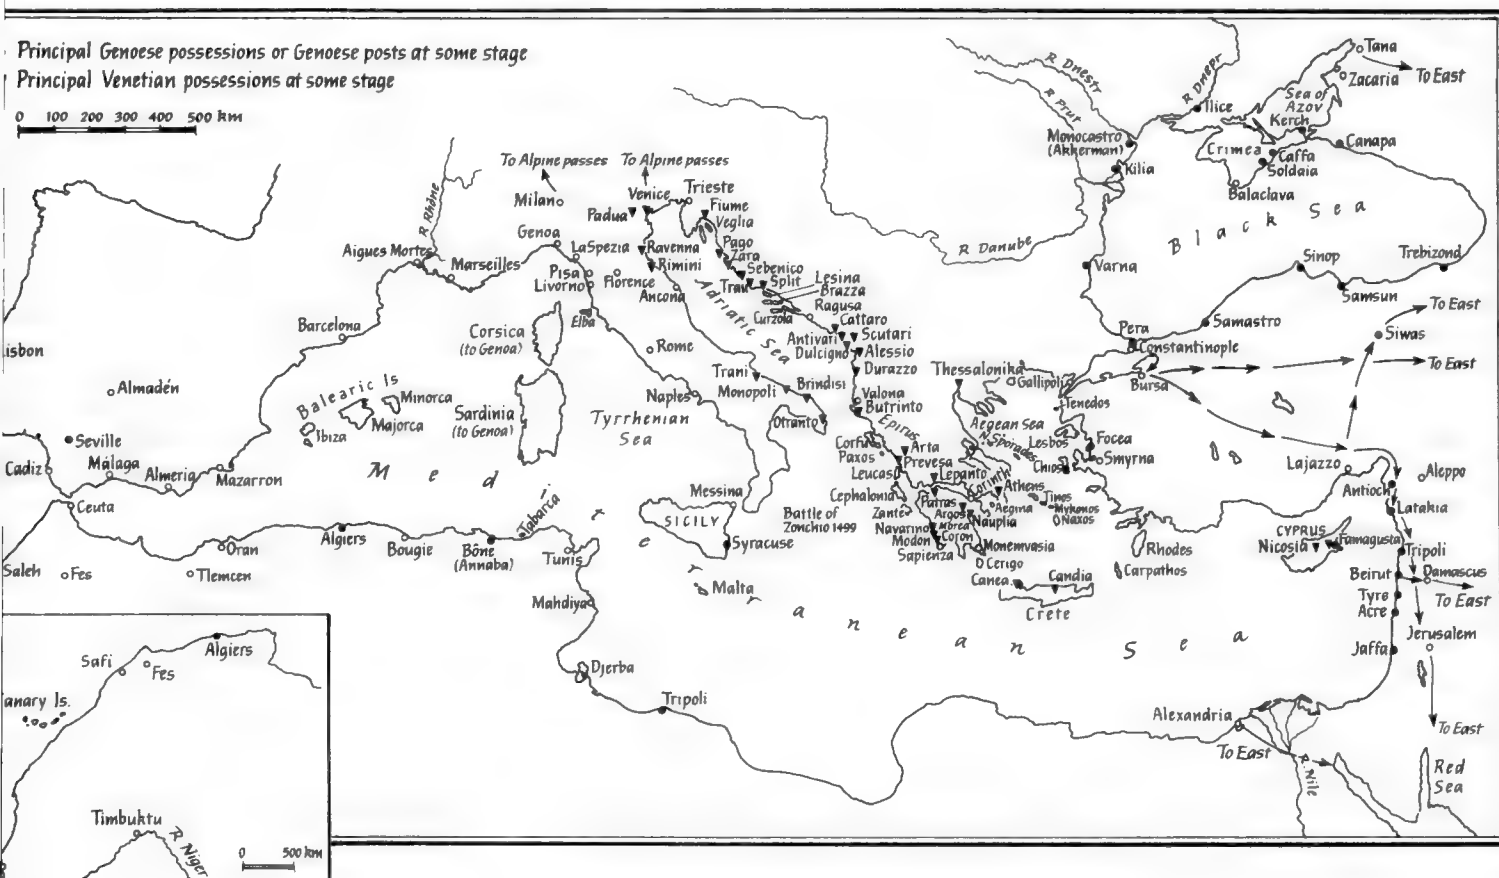 Principal Genoese possessions or Genoese posts at some stage
Principal Venetian possessions at some stage
0 100 200 300 400 500 km
To Alpine passes
To Alpine passes
Milano
Venice
Trieste
Padua
Fiume
Veglia
R Rhône
Genoa
LaSpezia
Ravenna
Pago
Zara
Aigues Mortes
Marseilles
Pisa
Livorno
Florence
Rimini
Ancona
Sebenico
Trau
Split
Lesina
Brazza
Ragusa
Curzola
Adriatic Sea
Elba
Corsica
(to Genoa)
Barcelona
Rome
Cattaro
Antivari
Scutari
Dulcigno
Alessio
Durazzo
isbon
Almadén
Balearic Is
Minorca
Majorca
Ibiza
Sardinia
(to Genoa)
Naples
Trani
Monopoli
Brindisi
Otranto
Valona
Butrinto
Tyrrhenian
Sea
Seville
Cadiz
Málaga
Almeria
Mazarron
Ceuta
Mediterranean Sea
Messina
SICILY
Syracuse
Battle of
Zonchio 1499
Tabarca
Algiers
Bougie
Bône
(Annaba)
Tunis
Oran
Tlemcen
Saleh
Fes
Malta
Mahdiya
Djerba
Tripoli
R Dnestr
R Prut
R Dnepr
Ilice
Tana
Zacaria
To East
Sea of
Azov
Kerch
Monocastro
(Akkerman)
Kilia
Crimea
Caffa
Soldaia
Balaclava
Canapa
Black Sea
R Danube
Varna
Sinop
Trebizond
Samsun
Samastro
Pera
Constantinople
To East
Siwas
To East
Bursa
Thessalonika
Gallipoli
Tenedos
Aegean Sea
N Sporades
Lesbos
Focea
Smyrna
Chios
Epirus
Corfu
Paxos
Arta
Prevesa
Leucas
Lepanto
Corinth
Athens
Cephalonia
Patras
Aegina
Tinos
Mykonos
Naxos
Zante
Argos
Nauplia
Navarino
Morea
Modon
Coron
Sapienza
Monemvasia
Cerigo
Canea
Candia
Crete
Rhodes
Carpathos
Lajazzo
Aleppo
Antioch
Latakia
CYPRUS
Nicosia
Famagusta
Tripoli
Beirut
Damascus
To East
Tyre
Acre
Jerusalem
Jaffa
Alexandria
To East
To East
R. Nile
Red
Sea
Safi
Fes
Algiers
anary Is.
Timbuktu
R Niger
0 500 km